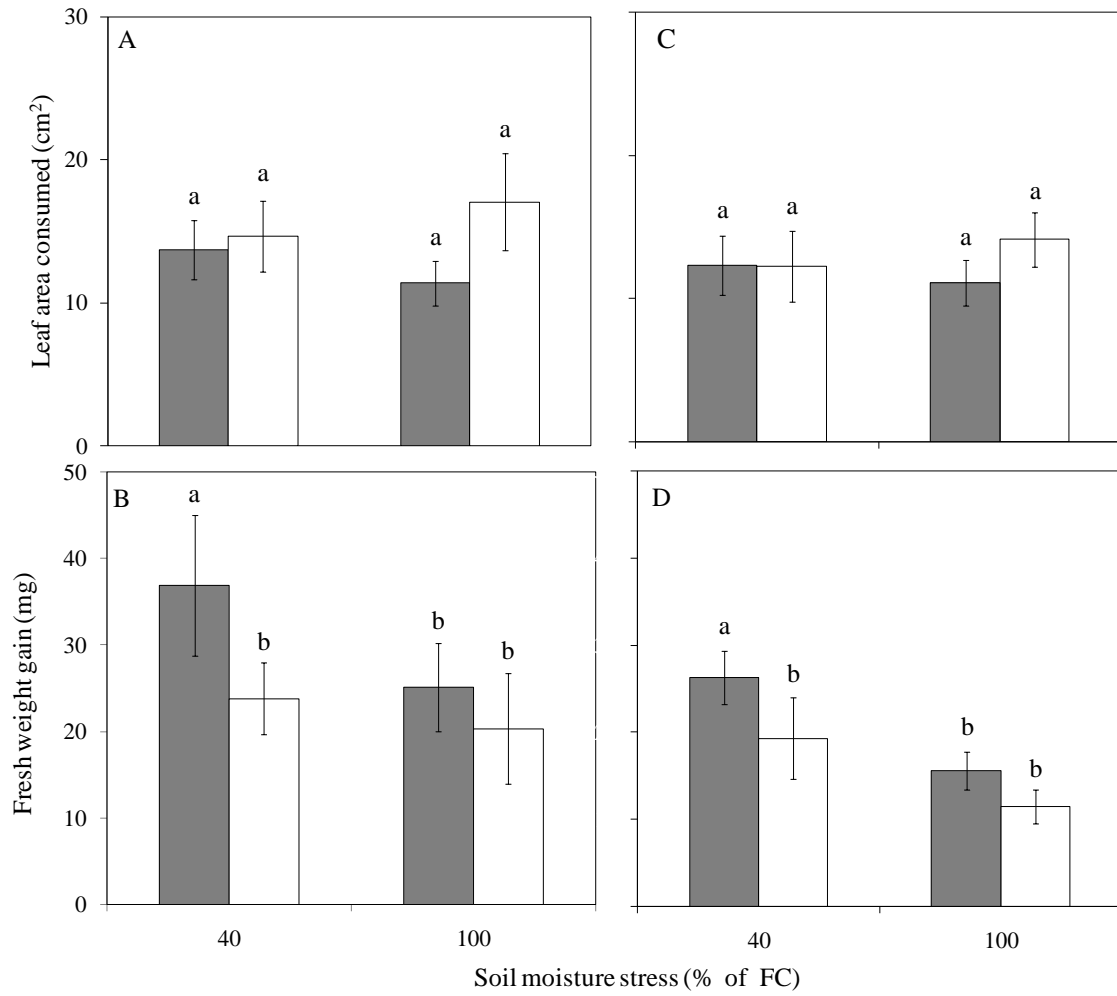 30
A
C
Leaf area consumed (cm²)
a
a
a
a
a
a
a
a
20
10
0
50
B
D
Fresh weight gain (mg)
a
b
b
b
a
b
b
b
40
30
20
10
0
40
100
40
100
Soil moisture stress (% of FC)